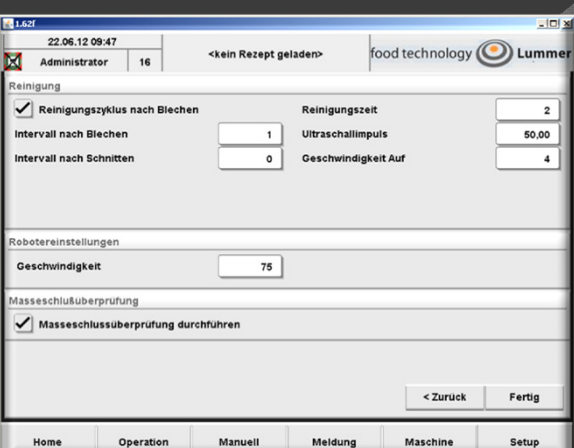 1.62f
22.06.12 09:47
Administrator 16
<kein Rezept geladen>
food technology Lummer
Reinigung
Reinigungszyklus nach Blechen
Reinigungszeit 2
Intervall nach Blechen 1
Ultraschallimpuls 50,00
Intervall nach Schnitten 0
Geschwindigkeit Auf 4
Robotereinstellungen
Geschwindigkeit 75
Masseschlußüberprüfung
Masseschlussüberprüfung durchführen
< Zurück
Fertig
Home Operation Manuell Meldung Maschine Setup